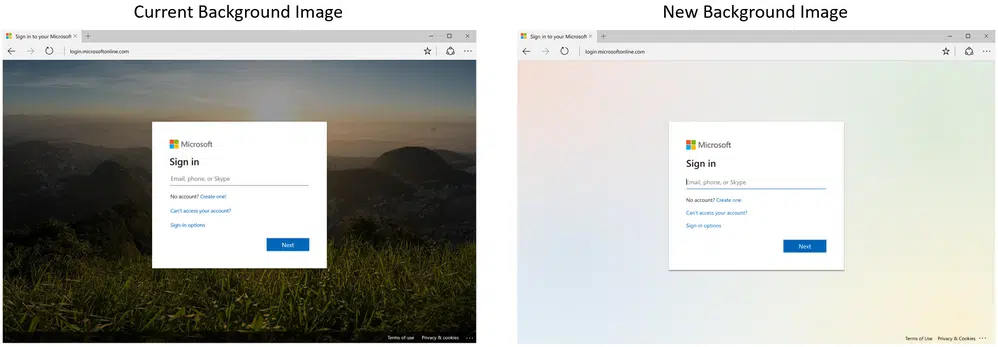 Current Background Image
Sign in to your Microsoft
login.microsoftonline.com
Microsoft
Sign in
Email, phone, or Skype
No account? Create one!
Can't access your account?
Sign-in options
Next
Terms of use Privacy & cookies ...
New Background Image
Sign in to your Microsoft
login.microsoftonline.com
Microsoft
Sign in
Email, phone, or Skype
No account? Create one
Can't access your account?
Sign-in options
Next
Terms of Use Privacy & Cookies ...